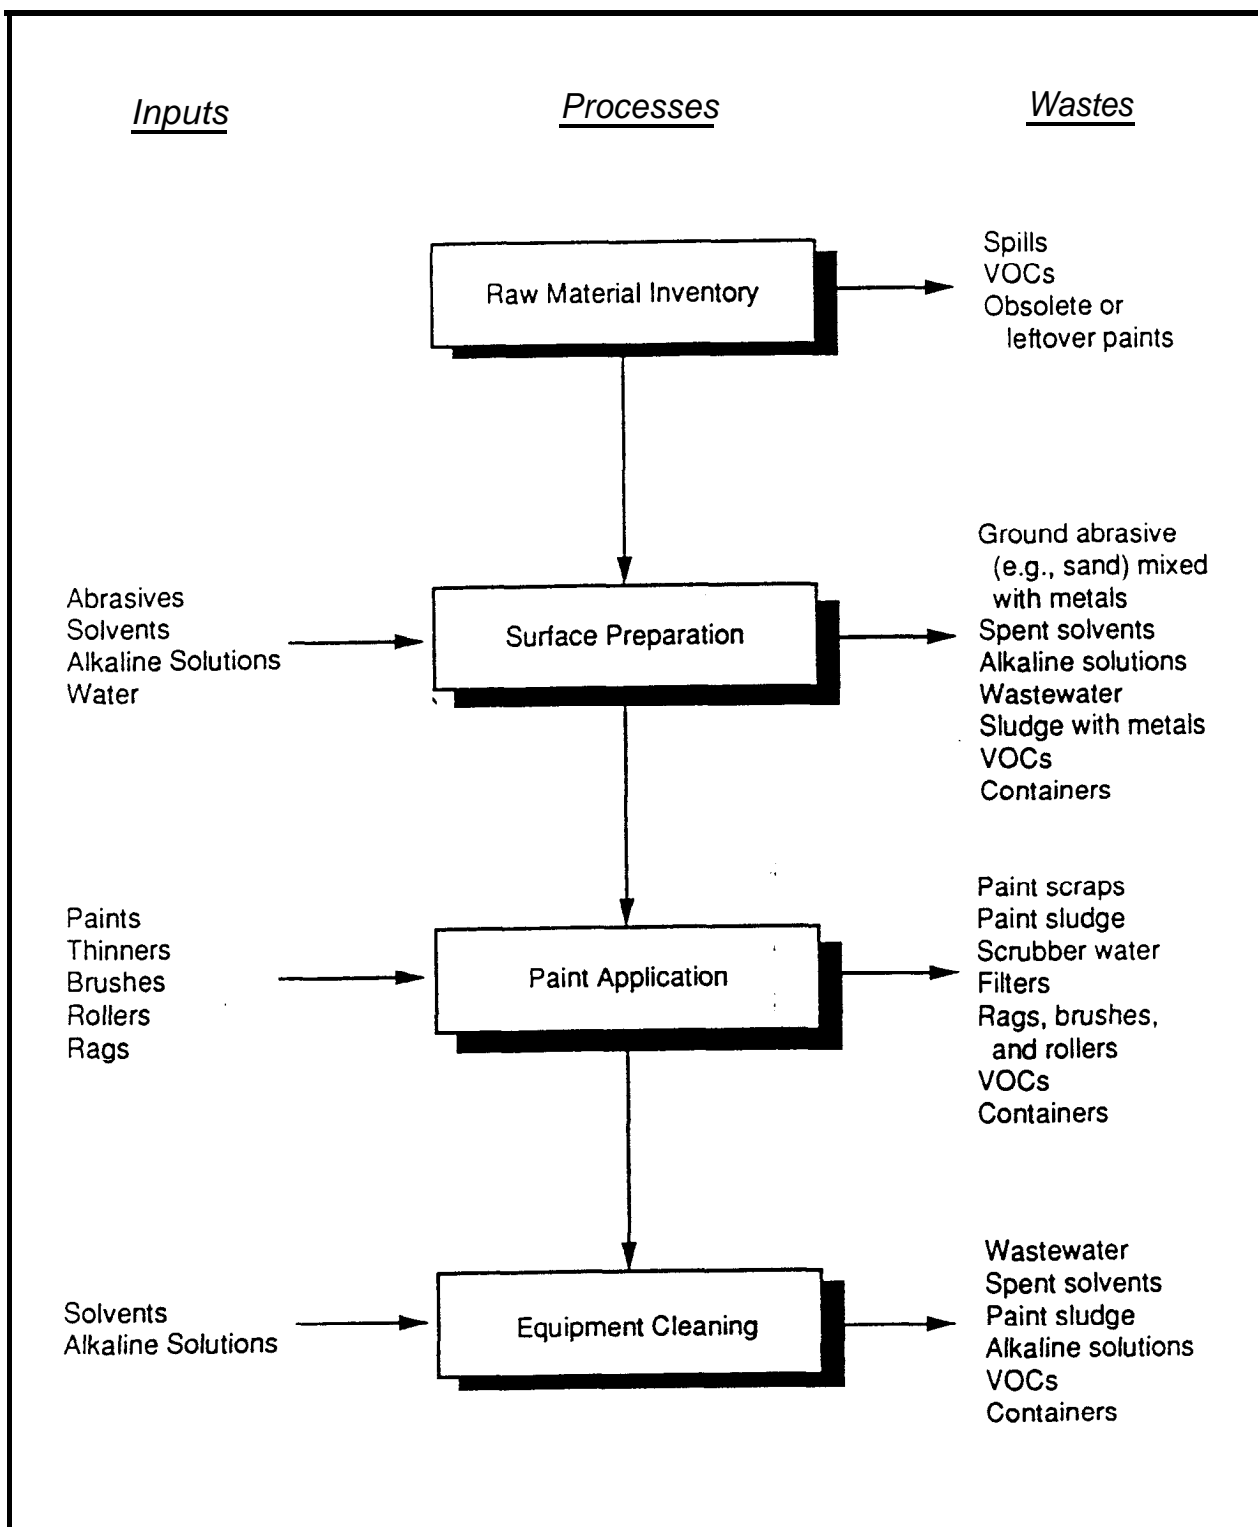 Inputs
Processes
Wastes
Raw Material Inventory
Spills
VOCs
Obsolete or
leftover paints
Abrasives
Solvents
Alkaline Solutions
Water
Surface Preparation
Ground abrasive
(e.g., sand) mixed
with metals
Spent solvents
Alkaline solutions
Wastewater
Sludge with metals
VOCs
Containers
Paints
Thinners
Brushes
Rollers
Rags
Paint Application
Paint scraps
Paint sludge
Scrubber water
Filters
Rags, brushes,
and rollers
VOCs
Containers
Solvents
Alkaline Solutions
Equipment Cleaning
Wastewater
Spent solvents
Paint sludge
Alkaline solutions
VOCs
Containers